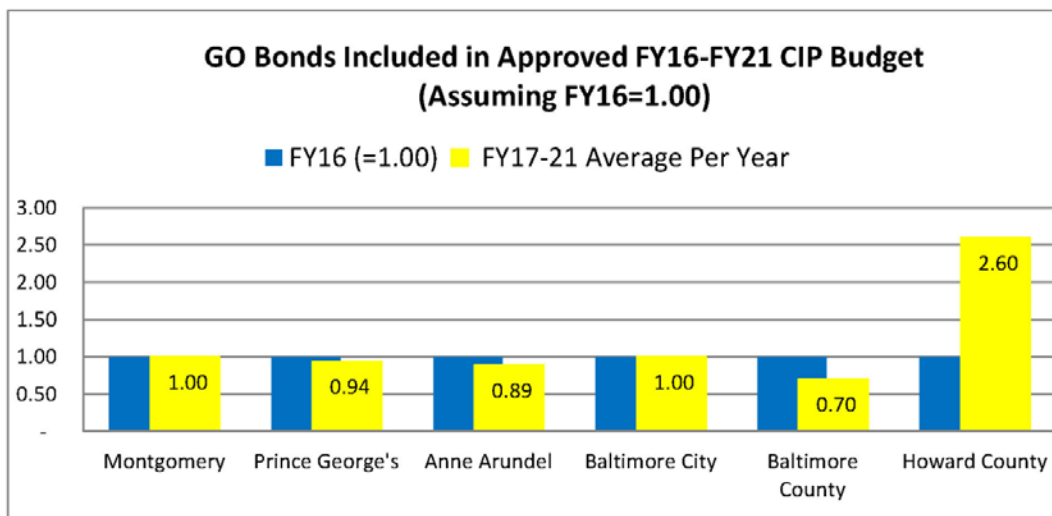 GO Bonds Included in Approved FY16-FY21 CIP Budget
(Assuming FY16=1.00)
FY16 (=1.00) FY17-21 Average Per Year
3.00
2.50
2.00
1.50
1.00
0.50
-
1.00
0.94
0.89
1.00
0.70
2.60
Montgomery
Prince George's
Anne Arundel
Baltimore City
Baltimore
County
Howard County